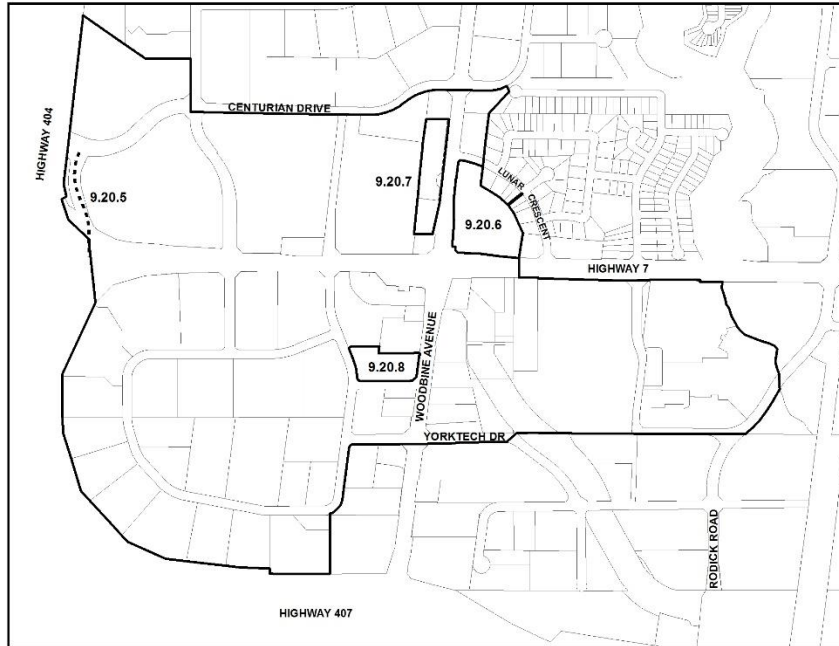 CENTURIAN DRIVE
HIGHWAY 404
9.20.7
LUNAR CRESCENT
9.20.5
9.20.6
HIGHWAY 7
WOODBINE AVENUE
9.20.8
YORKTECH DR
RODICK ROAD
HIGHWAY 407